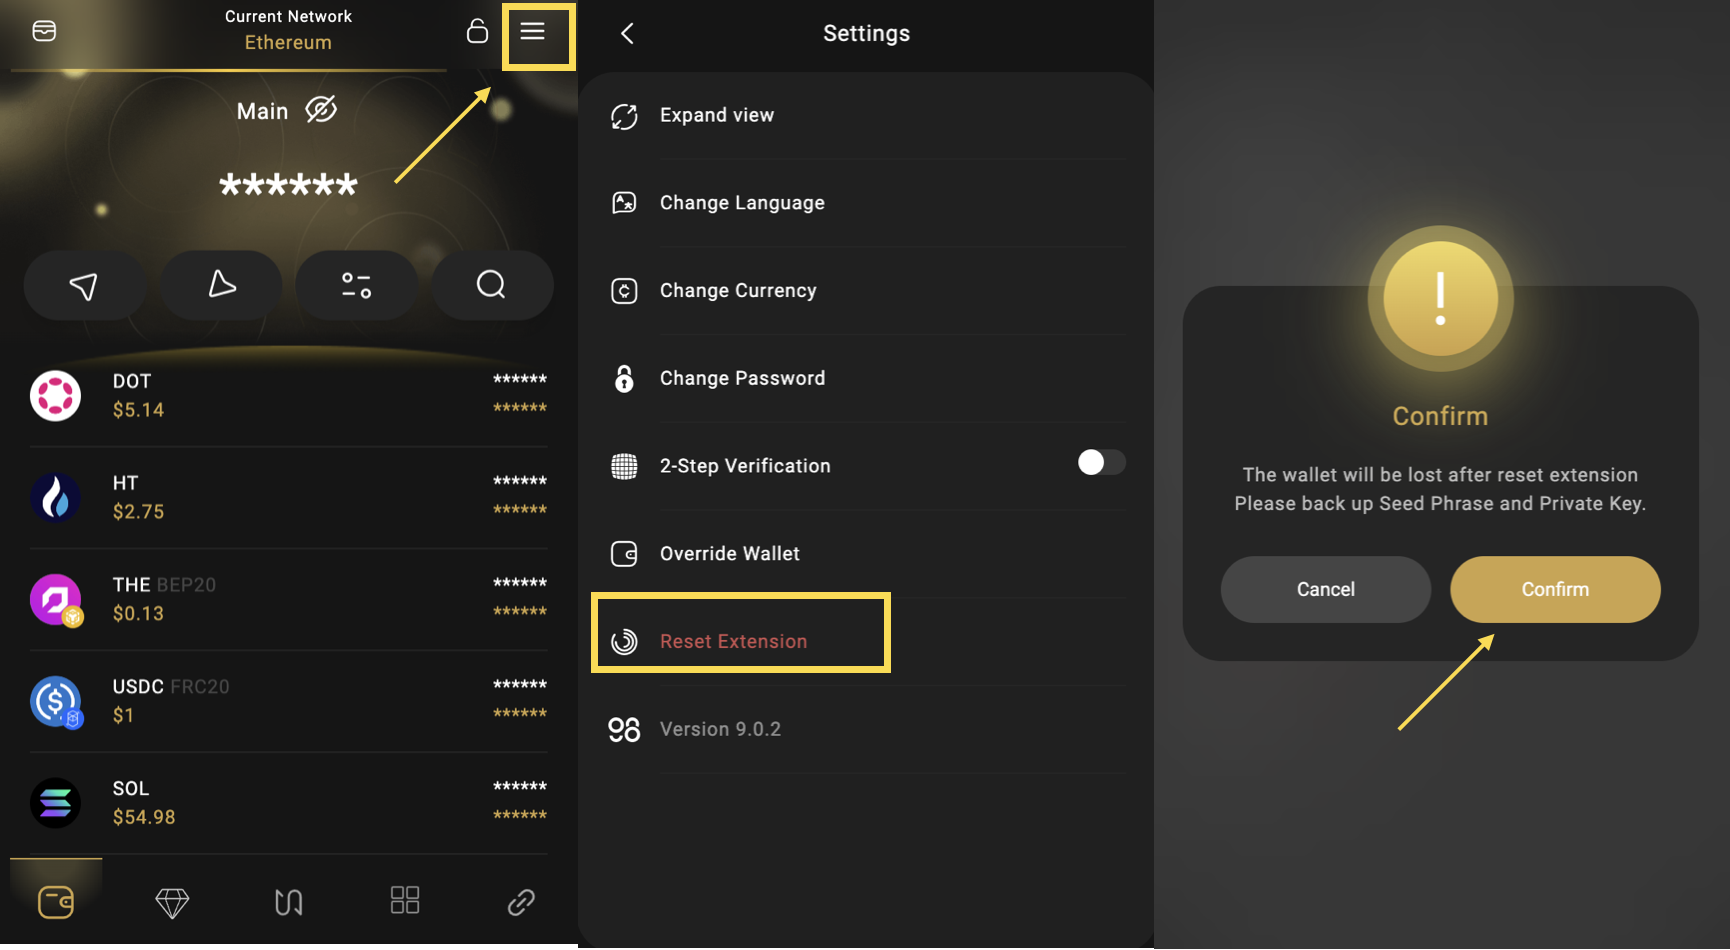 Current Network
Ethereum
Main
******
DOT
$5.14
******
******
HT
$2.75
******
******
THE BEP20
$0.13
******
******
USDC FRC20
$1
******
******
SOL
$54.98
******
******
Settings
Expand view
Change Language
Change Currency
Change Password
2-Step Verification
Override Wallet
Reset Extension
Version 9.0.2
!
Confirm
The wallet will be lost after reset extension
Please back up Seed Phrase and Private Key.
Cancel
Confirm